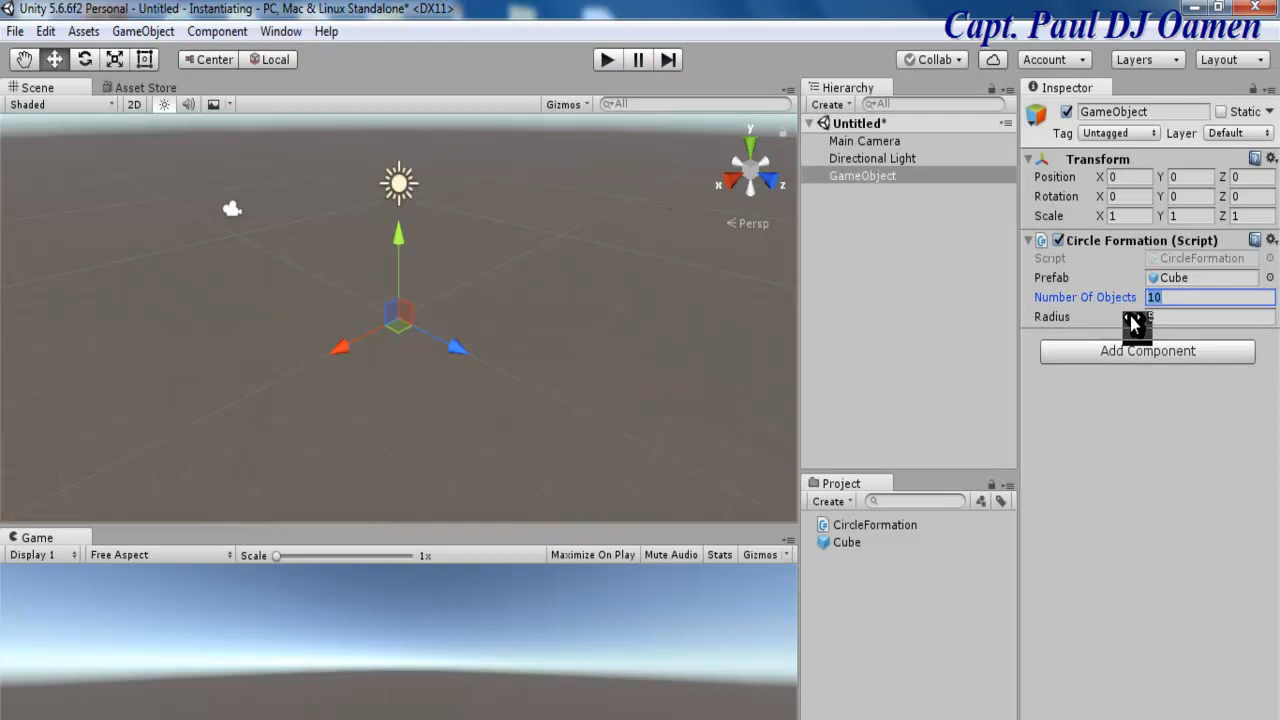 Unity 5.6.6f2 Personal - Untitled - Instantiating - PC, Mac & Linux Standalone* <DX11>
Capt. Paul DJ Oamen
File Edit Assets GameObject Component Window Help
Center Local Collab Account Layers Layout
Scene Asset Store
Shaded 2D Gizmos All
y
x z
Persp
Hierarchy
Create All
Untitled*
Main Camera
Directional Light
GameObject
Inspector
GameObject Static
Tag Untagged Layer Default
Transform
Position X 0 Y 0 Z 0
Rotation X 0 Y 0 Z 0
Scale X 1 Y 1 Z 1
Circle Formation (Script)
Script CircleFormation
Prefab Cube
Number Of Objects 10
Radius
Add Component
Project
Create
CircleFormation
Cube
Game
Display 1 Free Aspect Scale 1x Maximize On Play Mute Audio Stats Gizmos